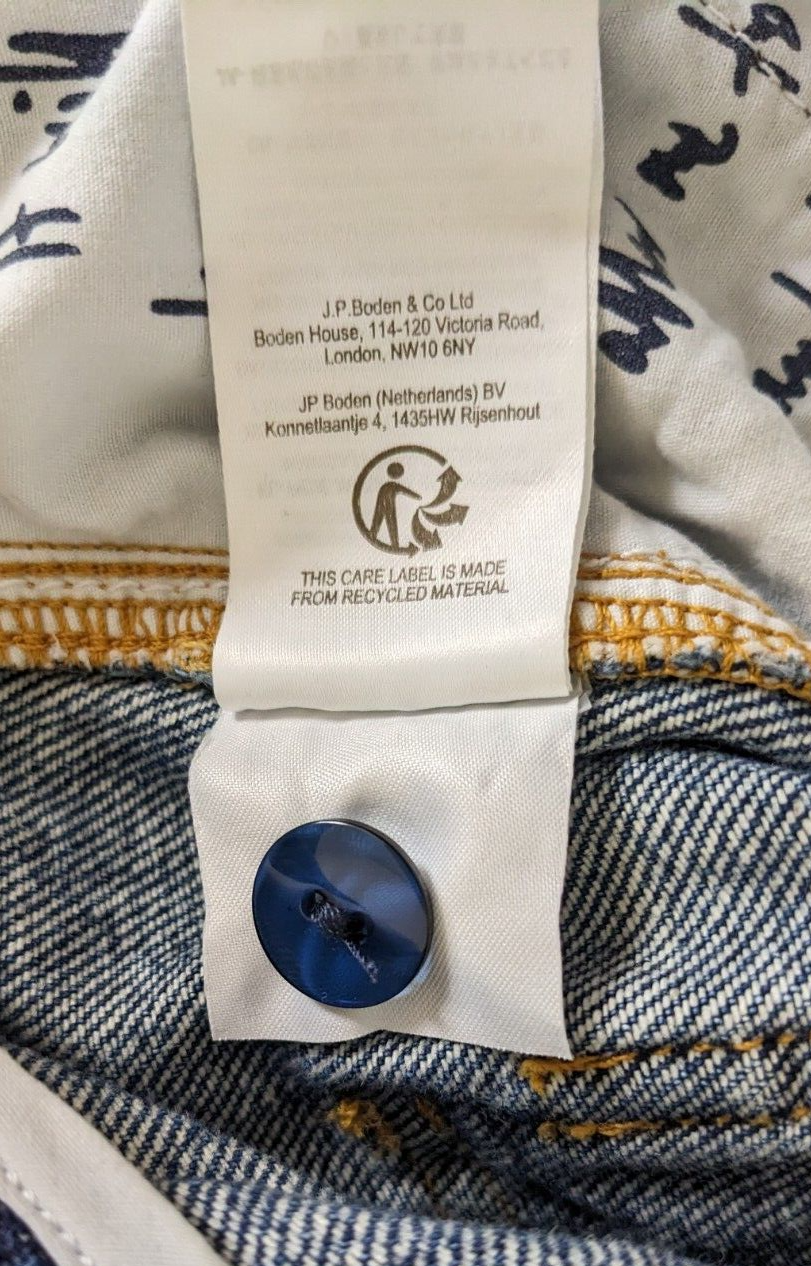 J.P.Boden & Co Ltd
Boden House, 114-120 Victoria Road,
London, NW10 6NY
JP Boden (Netherlands) BV
Konnetlaantje 4, 1435HW Rijsenhout
THIS CARE LABEL IS MADE
FROM RECYCLED MATERIAL